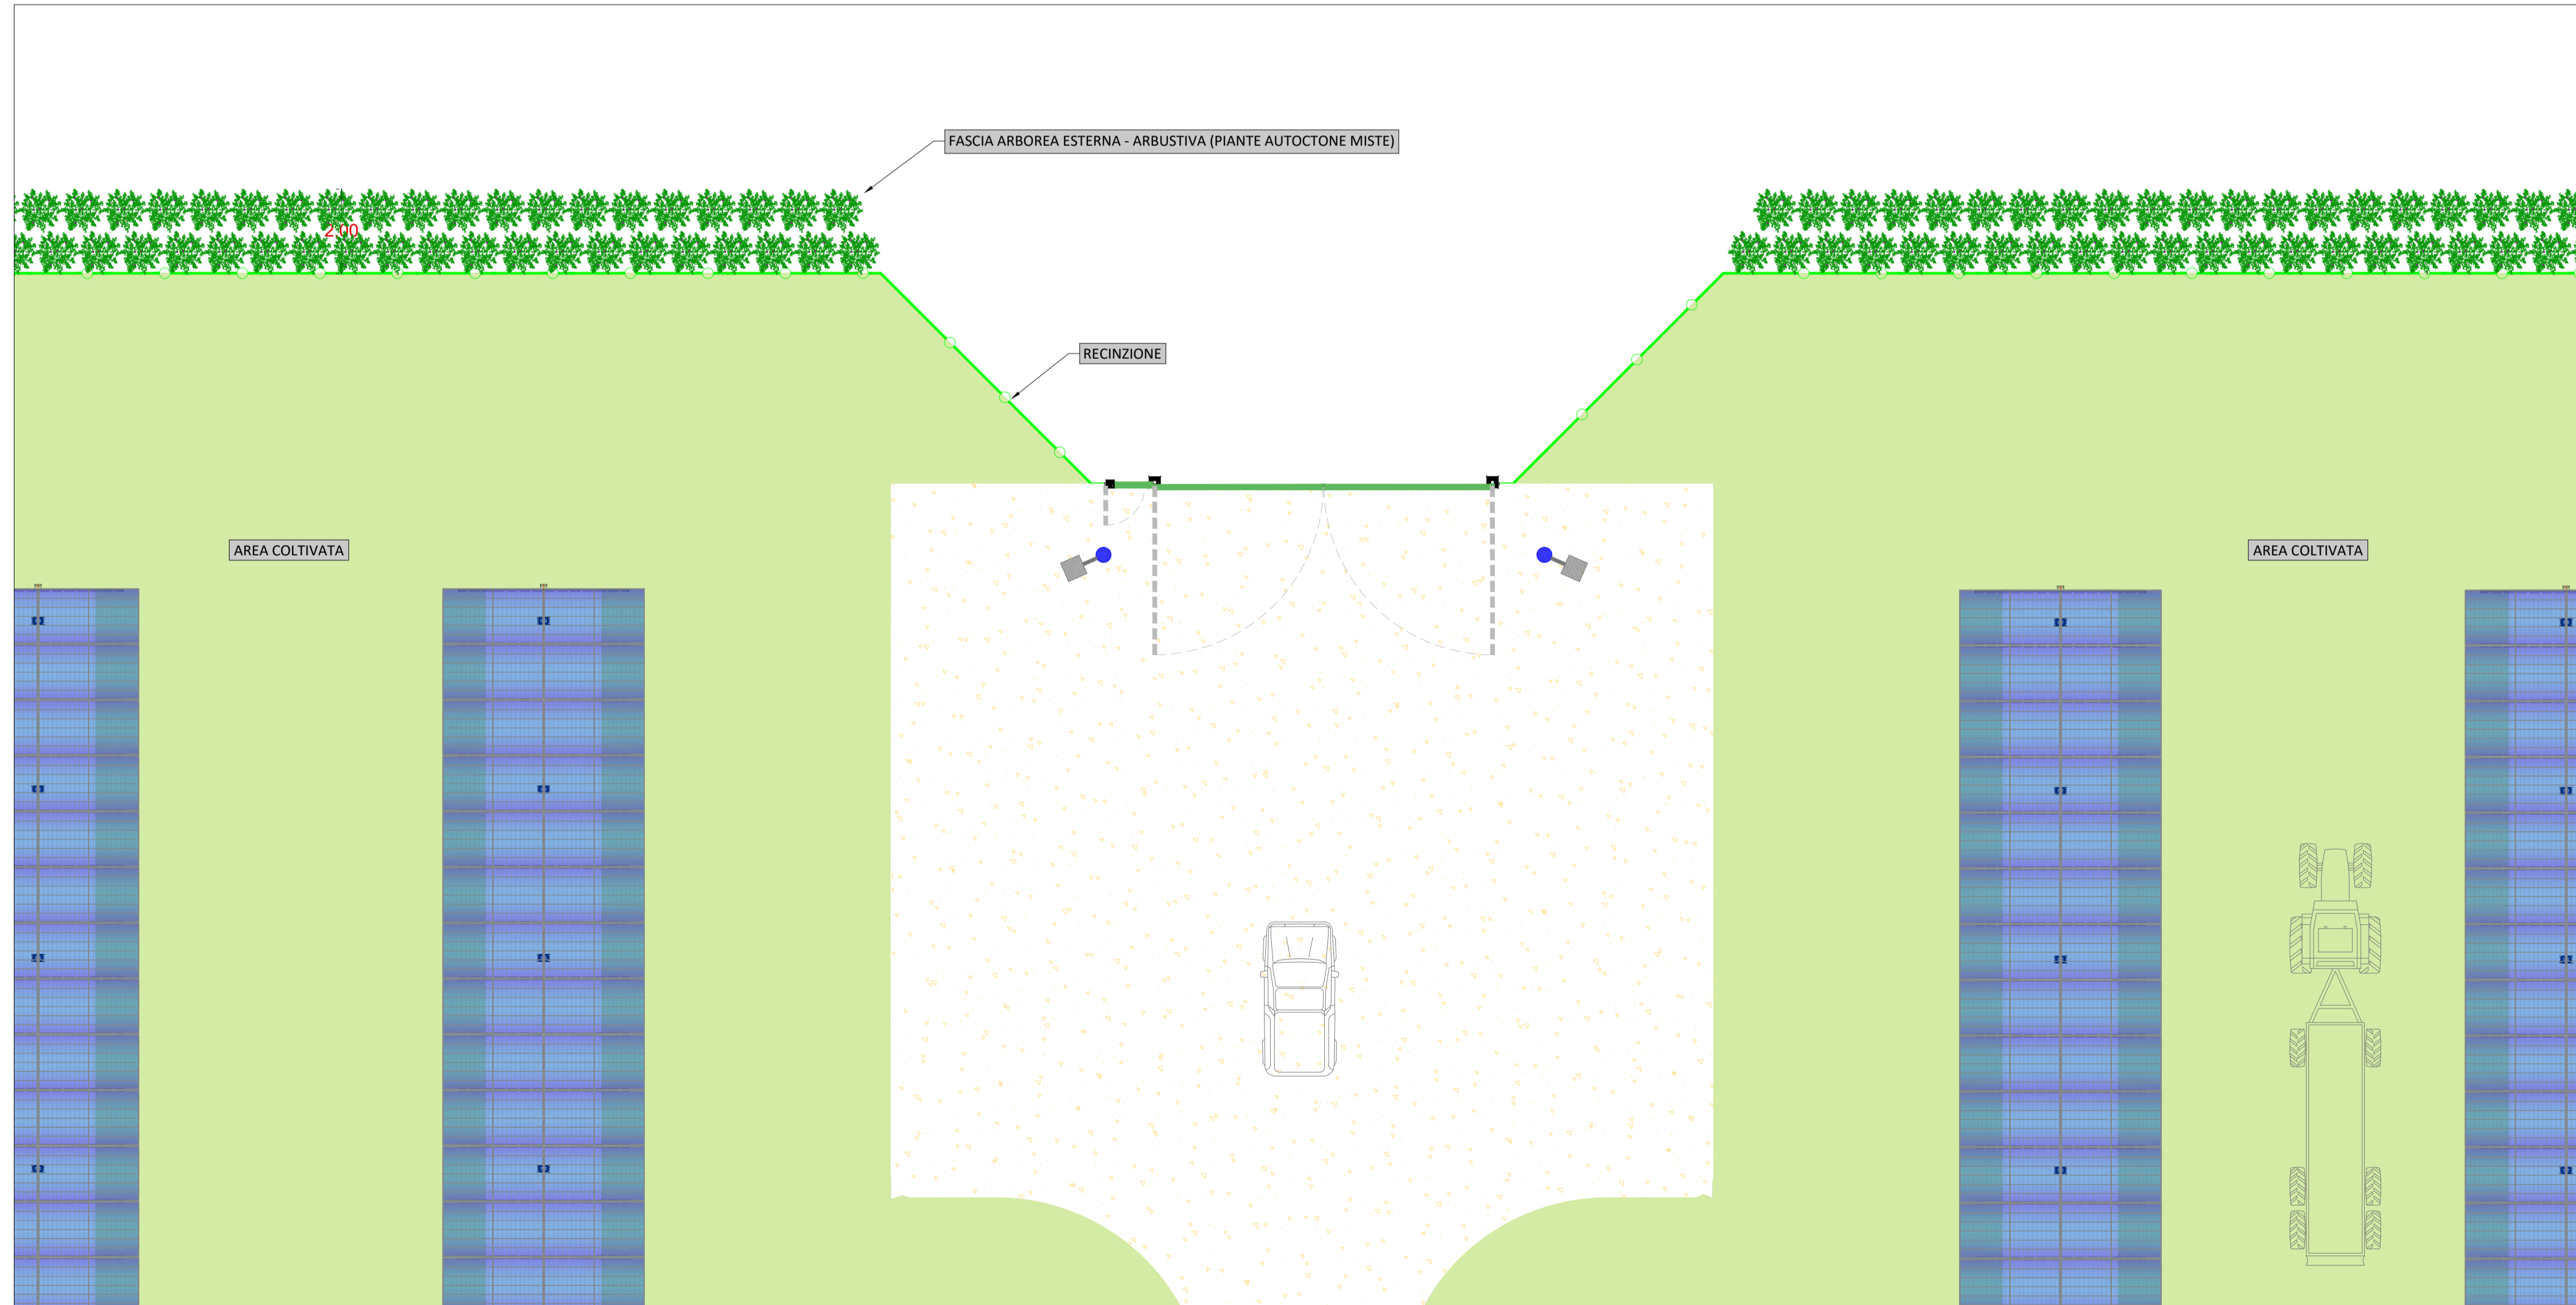 FASCIA ARBOREA ESTERNA - ARBUSTIVA (PIANTE AUTOCTONE MISTE)
2,00
RECINZIONE
AREA COLTIVATA
AREA COLTIVATA